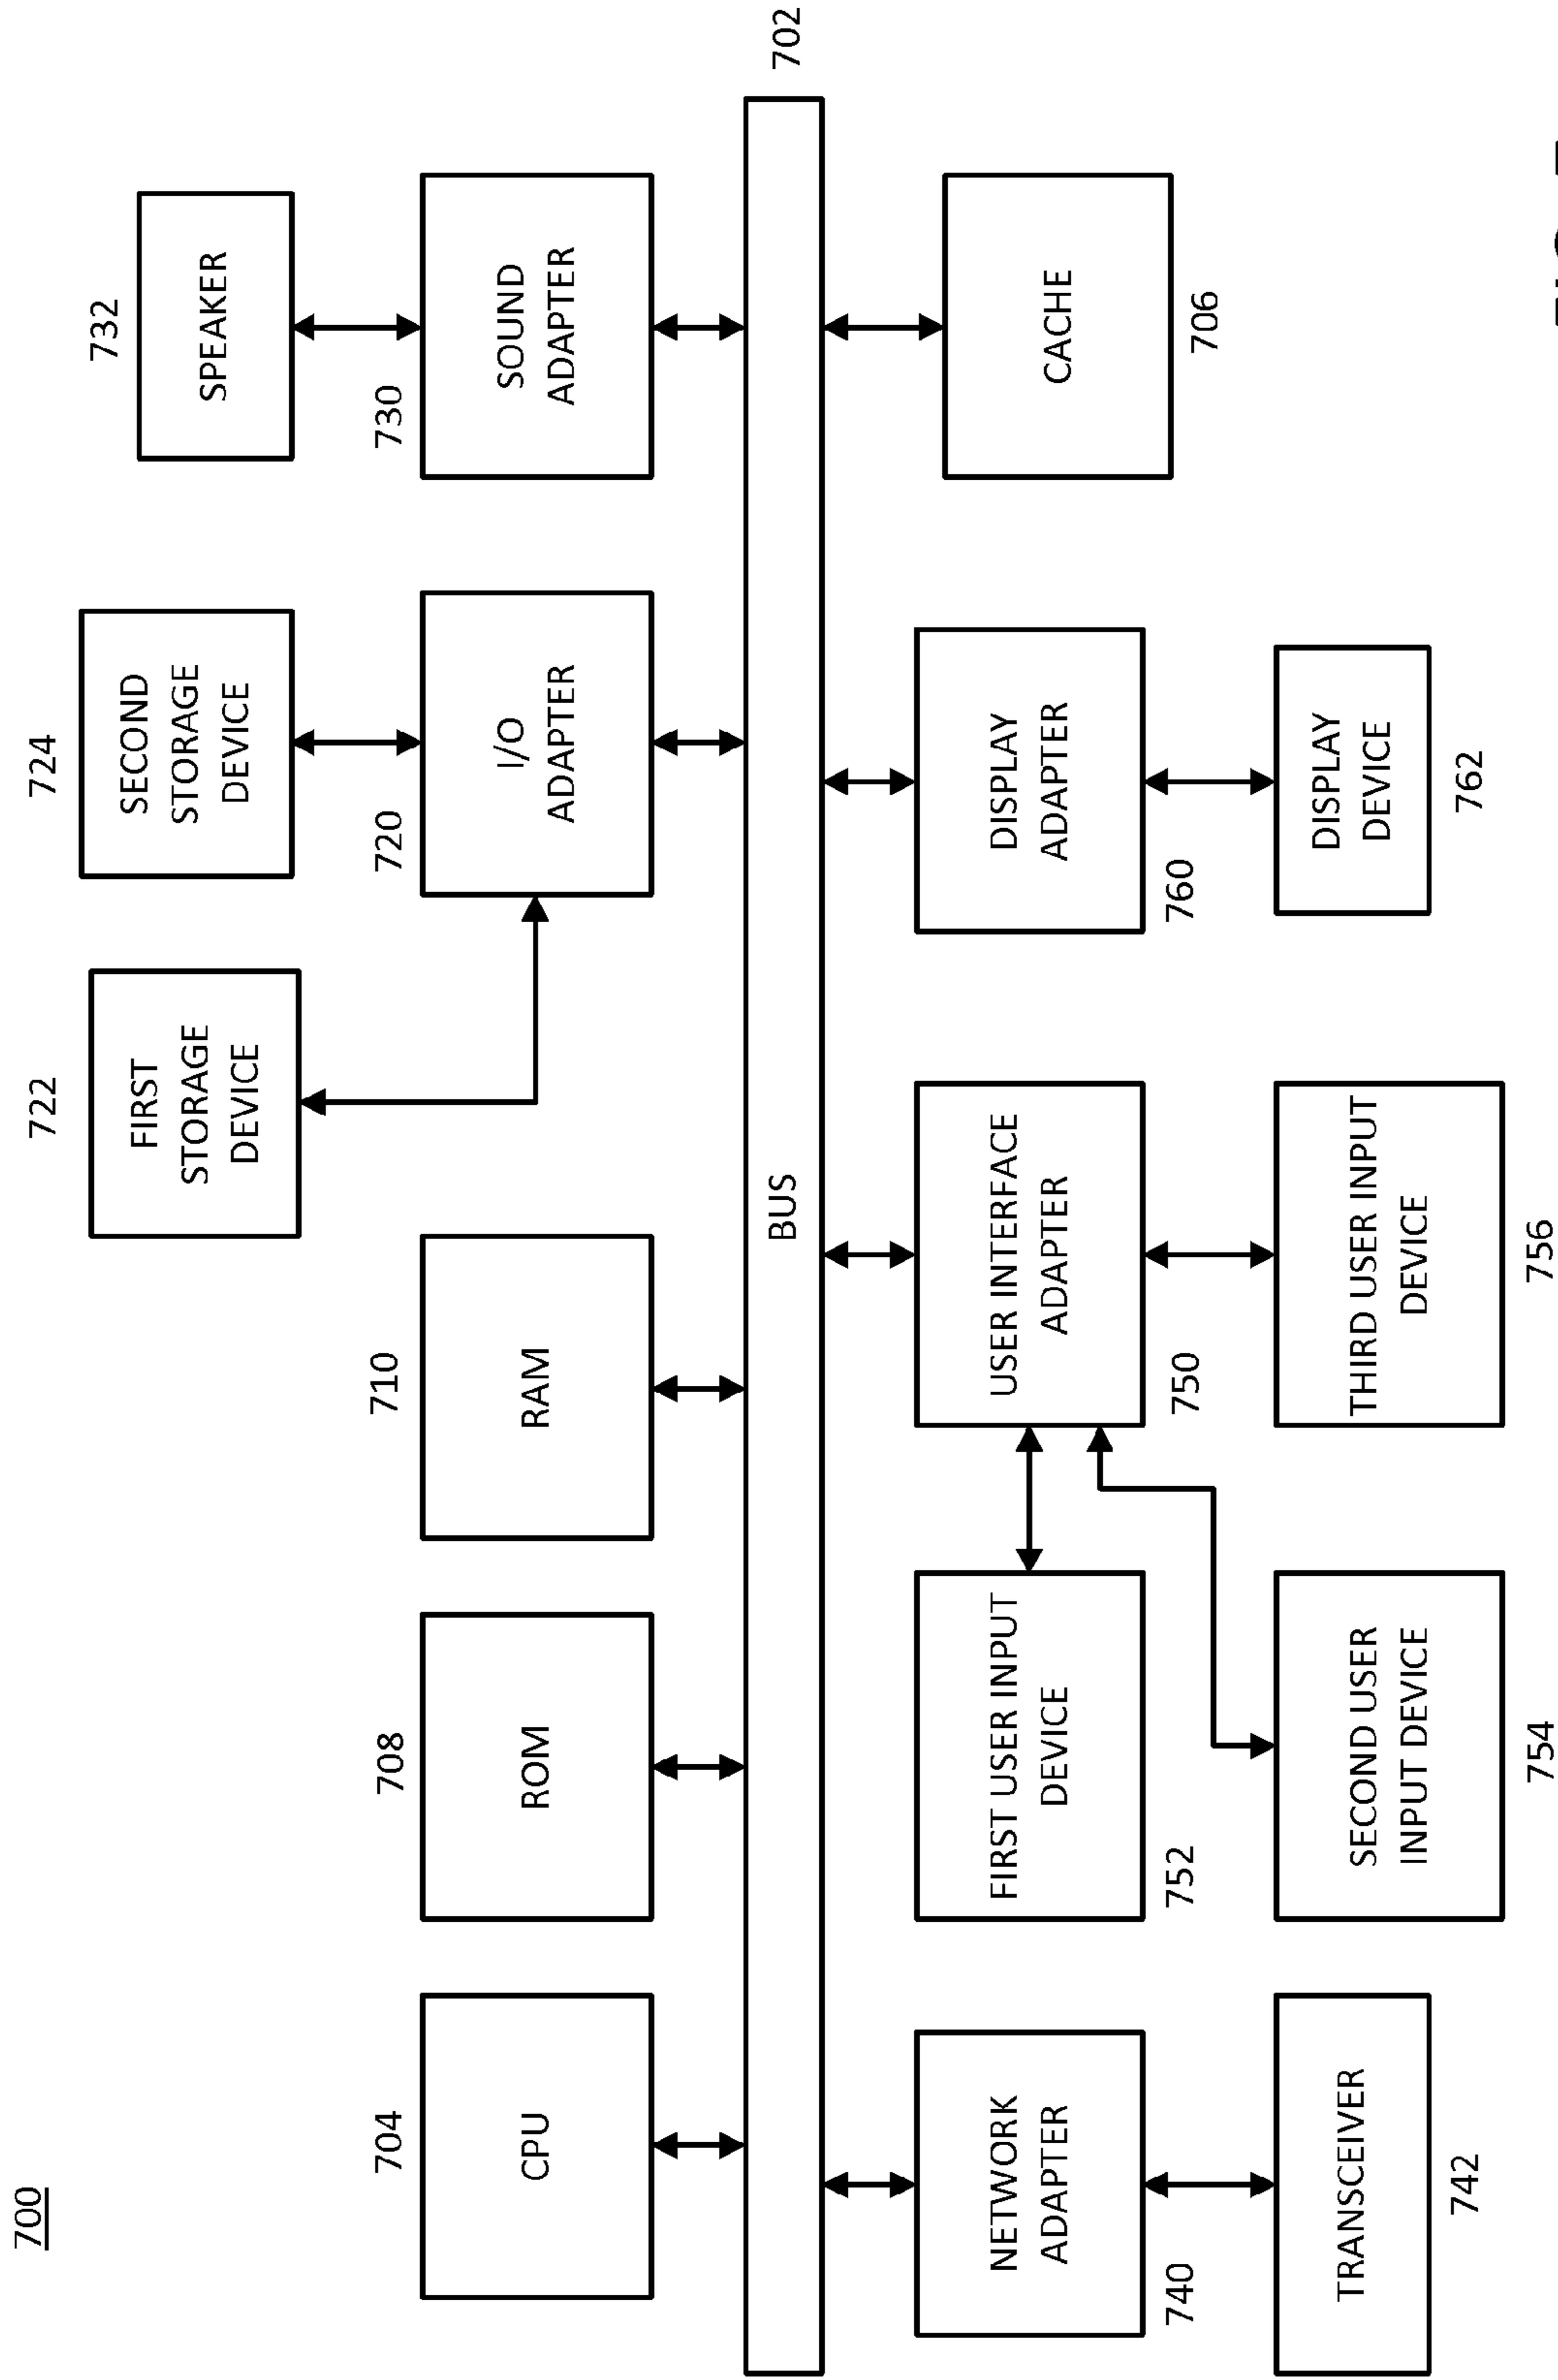 700
704
CPU
708
ROM
710
RAM
722
FIRST
STORAGE
DEVICE
724
SECOND
STORAGE
DEVICE
720
I/O
ADAPTER
732
SPEAKER
730
SOUND
ADAPTER
BUS
702
NETWORK
ADAPTER
740
TRANSCEIVER
742
FIRST USER INPUT
DEVICE
752
SECOND USER
INPUT DEVICE
754
USER INTERFACE
ADAPTER
750
THIRD USER INPUT
DEVICE
756
DISPLAY
ADAPTER
760
DISPLAY
DEVICE
762
CACHE
706